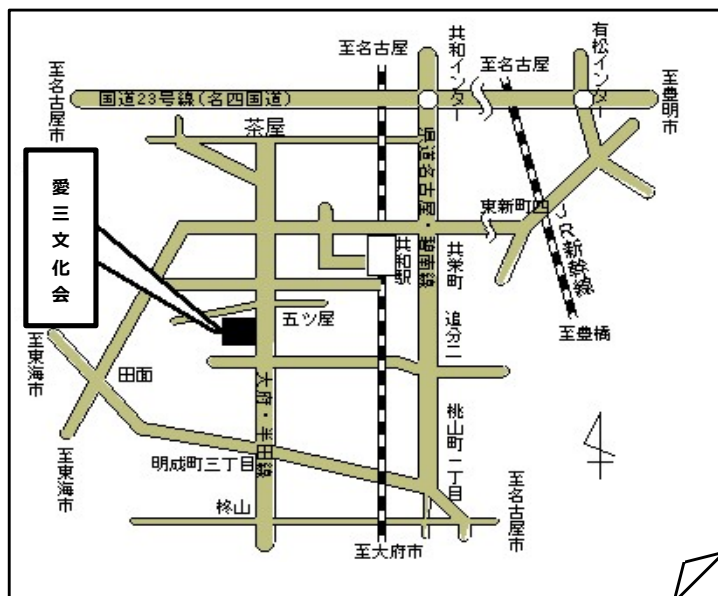 至名古屋
共和インター
至名古屋
有松インター
至名古屋市
国道23号線(名四国道)
至豊明市
茶屋
県道名古屋・碧南線
愛三文化会
東新町四
JR新幹線
共和駅
共栄町
五ツ屋
追分二
至豊橋
至東海市
田面
大府・半田線
桃山町一丁目
明成町三丁目
至東海市
柊山
至名古屋市
至大府市